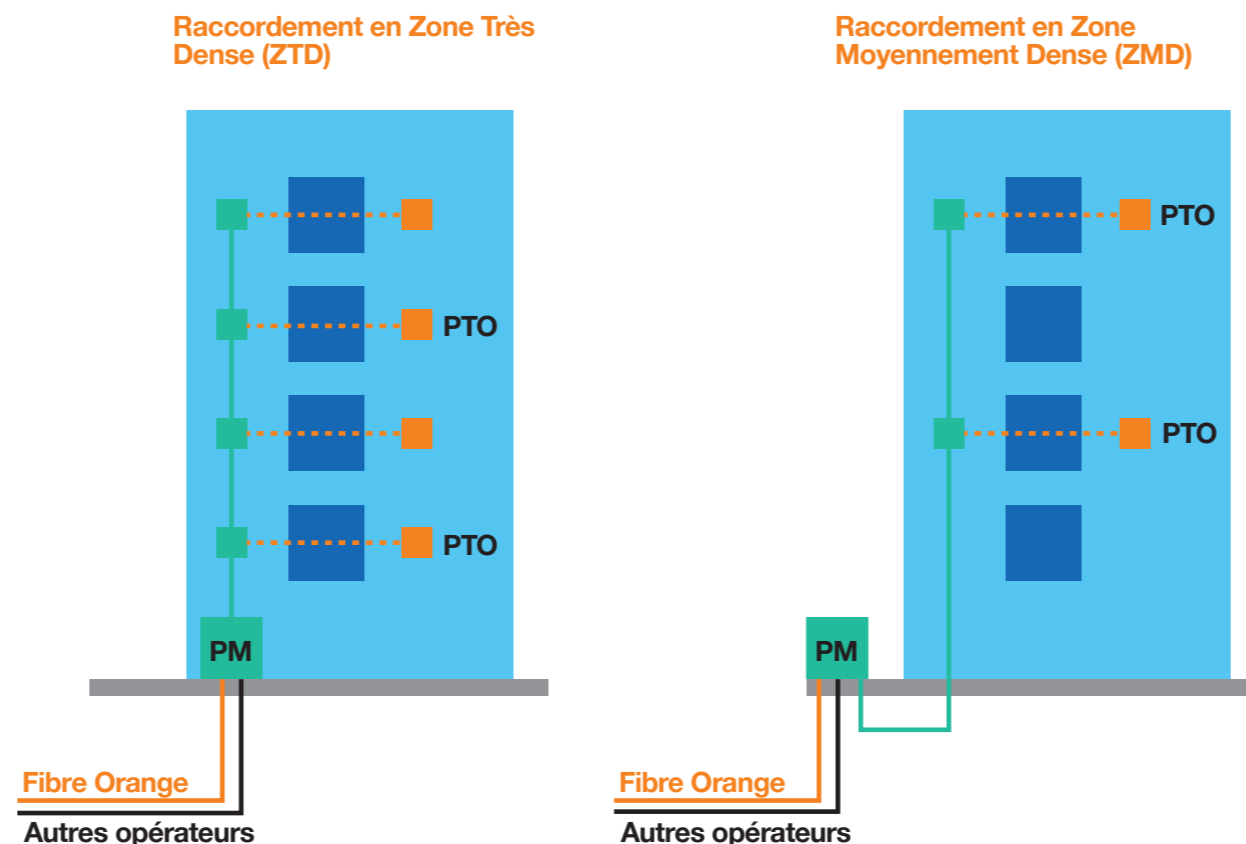 Raccordement en Zone Très
Dense (ZTD)
PTO
PTO
PM
Fibre Orange
Autres opérateurs
Raccordement en Zone
Moyennement Dense (ZMD)
PTO
PTO
PM
Fibre Orange
Autres opérateurs